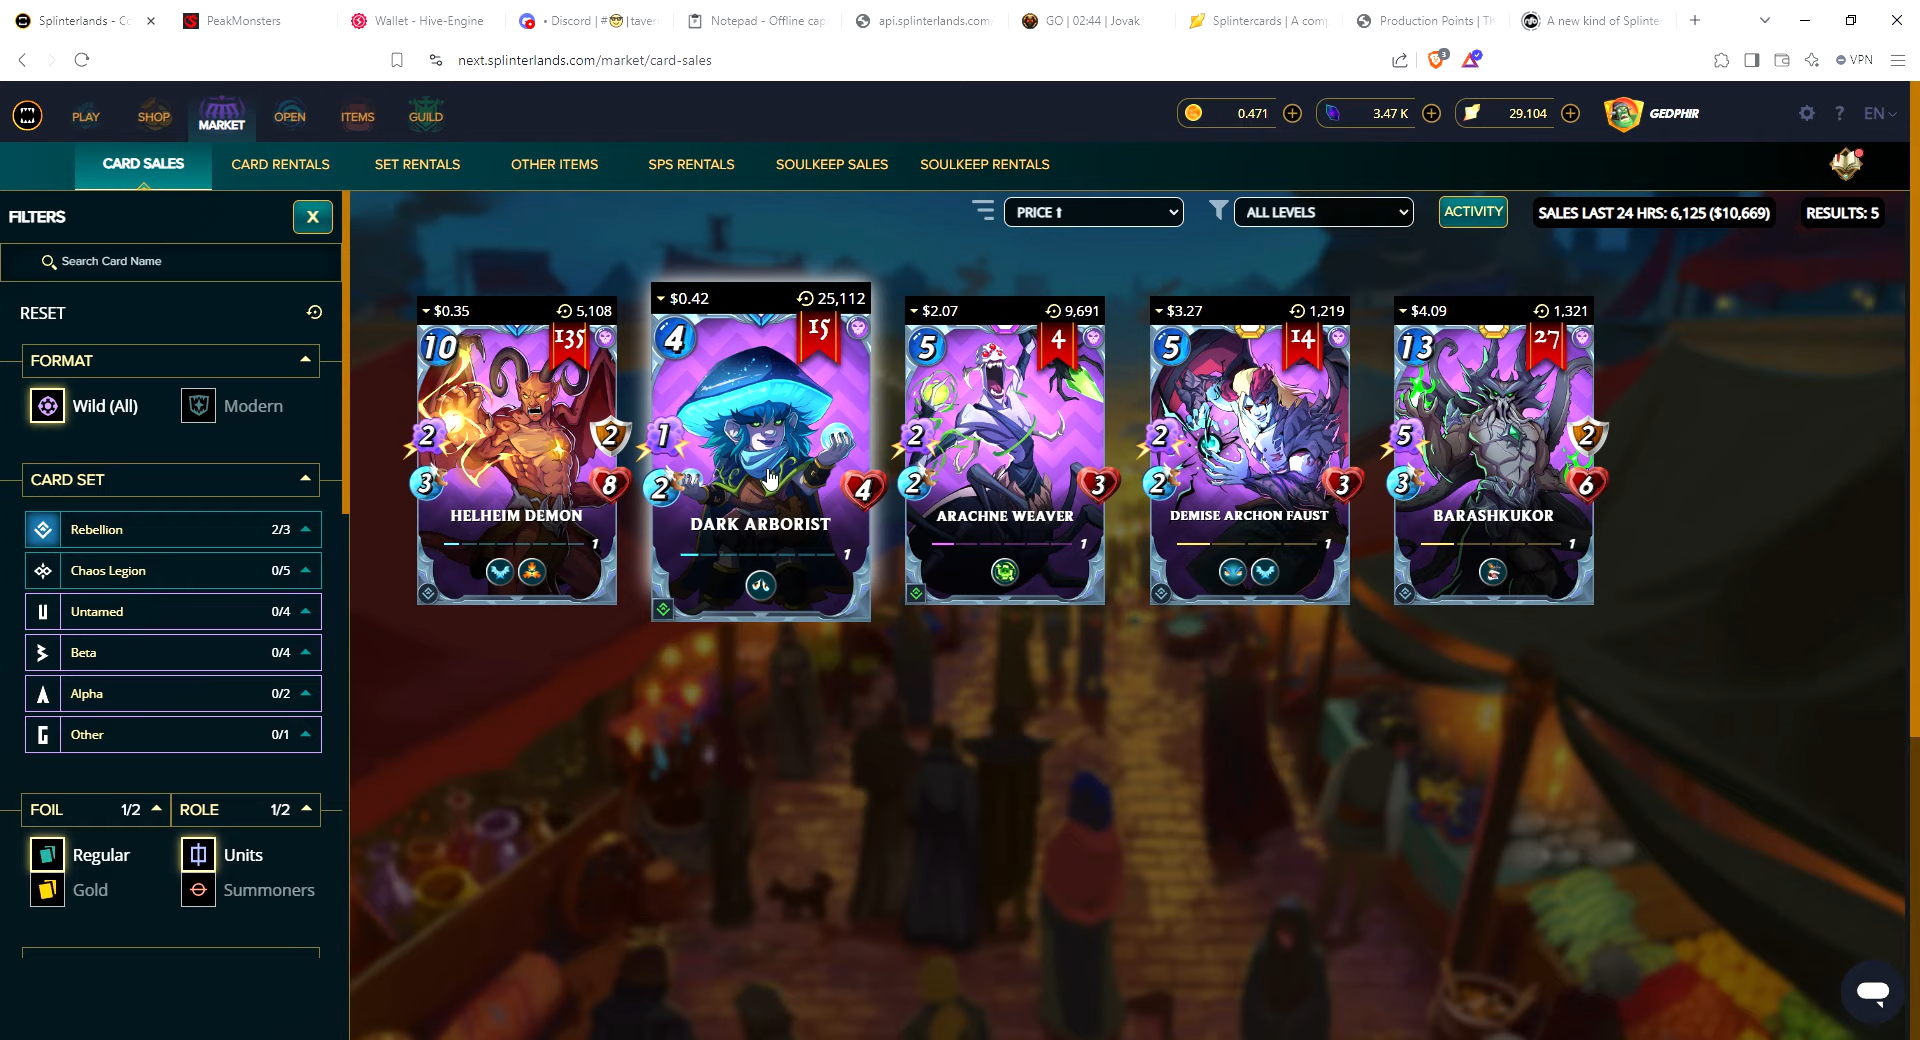 Splinterlands - Co
PeakMonsters
Wallet - Hive-Engine
• Discord | #😎|taver
Notepad - Offline cap
api.splinterlands.com/
GO | 02:44 | Jovak
Splintercards | A comp
Production Points | Th
A new kind of Splinte
next.splinterlands.com/market/card-sales
3
VPN
PLAY
SHOP
MARKET
OPEN
ITEMS
GUILD
0.471
3.47 K
29.104
GEDPHIR
?
EN
CARD SALES
CARD RENTALS
SET RENTALS
OTHER ITEMS
SPS RENTALS
SOULKEEP SALES
SOULKEEP RENTALS
FILTERS
X
PRICE ⬆
ALL LEVELS
ACTIVITY
SALES LAST 24 HRS: 6,125 ($10,669)
RESULTS: 5
Search Card Name
RESET
FORMAT
Wild (All)
Modern
CARD SET
Rebellion 2/3
Chaos Legion 0/5
Untamed 0/4
Beta 0/4
Alpha 0/2
Other 0/1
FOIL 1/2
ROLE 1/2
Regular
Units
Gold
Summoners
$0.35 5,108
10 135
2 2
3 8
HELHEIM DEMON
1
$0.42 25,112
4 15
1
2 4
DARK ARBORIST
1
$2.07 9,691
5 4
2
2 3
ARACHNE WEAVER
1
$3.27 1,219
5 14
2
2 3
DEMISE ARCHON FAUST
1
$4.09 1,321
13 27
5 2
3 6
BARASHKUKOR
1